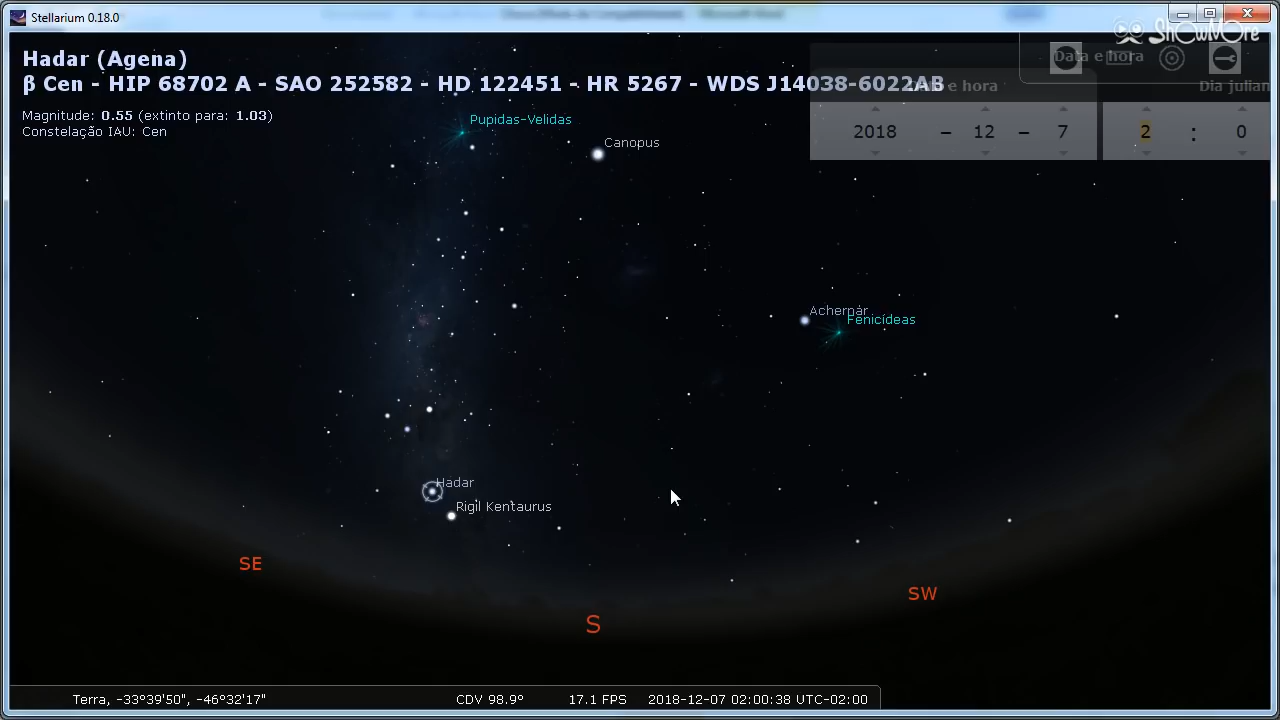 Stellarium 0.18.0
SHOWMORE
Hadar (Agena)
β Cen - HIP 68702 A - SAO 252582 - HD 122451 - HR 5267 - WDS J14038-6022AB
Magnitude: 0.55 (extinto para: 1.03)
Constelação IAU: Cen
Data e hora
e hora
Dia julian
2018 - 12 - 7
2 : 0
Pupidas-Velidas
Canopus
Achernar
Fenicídeas
Hadar
Rigil Kentaurus
SE
SW
S
Terra, -33°39'50", -46°32'17"
CDV 98.9°
17.1 FPS
2018-12-07 02:00:38 UTC-02:00